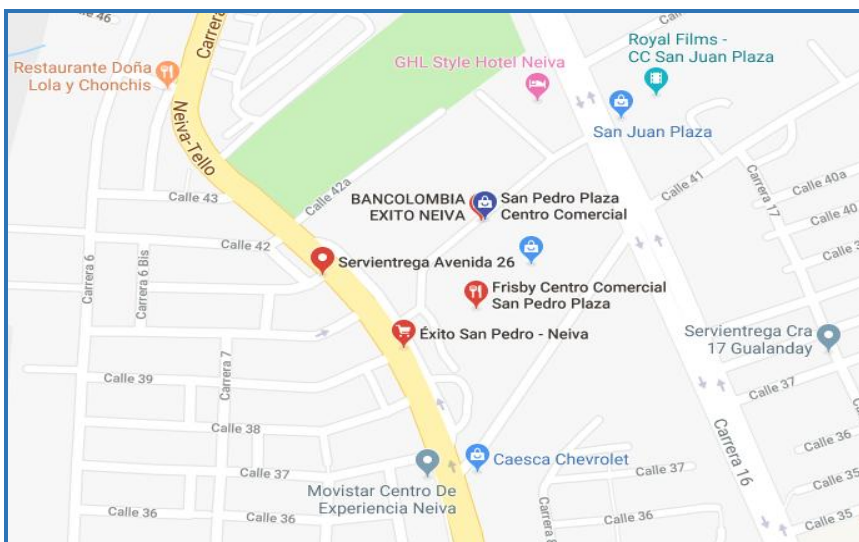 46
Calle 41
Carrera
Restaurante Doña
Lola y Chonchis
Neiva-Tello
GHL Style Hotel Neiva
Royal Films -
CC San Juan Plaza
San Juan Plaza
Calle 43
Calle 42a
Calle 41
Carrera 17
Calle 40a
Calle 40
BANCOLOMBIA
EXITO NEIVA
San Pedro Plaza
Centro Comercial
Calle 42
Carrera 6
Carrera 6 Bis
Servientrega Avenida 26
Frisby Centro Comercial
San Pedro Plaza
Éxito San Pedro - Neiva
Servientrega Cra
17 Gualanday
Carrera 7
Calle 39
Calle 37
Calle 38
Carrera 16
Calle 36
Caesca Chevrolet
Calle 37
Calle 37
Calle 35
Movistar Centro De
Experiencia Neiva
Calle 36
Calle 36
Calle 36
Calle 35